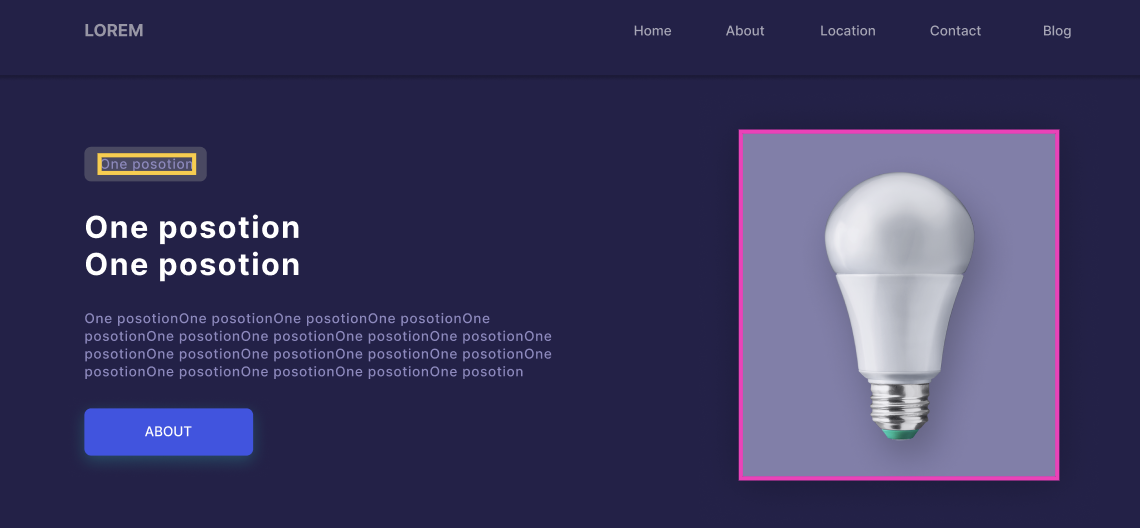 LOREM
Home About Location Contact Blog
One posotion
One posotion
One posotion
One posotionOne posotionOne posotionOne posotionOne
posotionOne posotionOne posotionOne posotionOne posotionOne
posotionOne posotionOne posotionOne posotionOne posotionOne
posotionOne posotionOne posotionOne posotionOne posotion
ABOUT